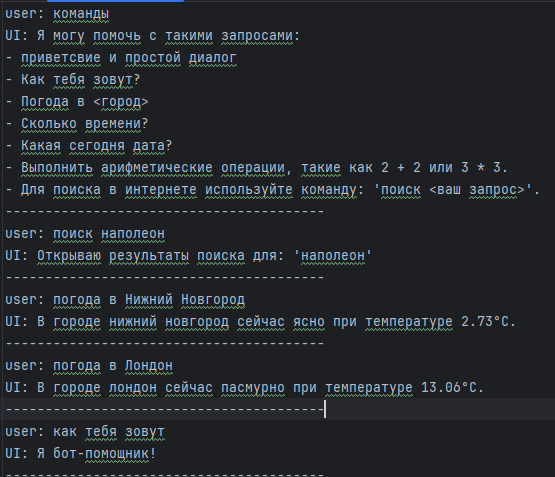 user: команды
UI: Я могу помочь с такими запросами:
- приветсвие и простой диалог
- Как тебя зовут?
- Погода в <город>
- Сколько времени?
- Какая сегодня дата?
- Выполнить арифметические операции, такие как 2 + 2 или 3 * 3.
- Для поиска в интернете используйте команду: 'поиск <ваш запрос>'.
----------------------------------------
user: поиск наполеон
UI: Открываю результаты поиска для: 'наполеон'
----------------------------------------
user: погода в Нижний Новгород
UI: В городе нижний новгород сейчас ясно при температуре 2.73°C.
----------------------------------------
user: погода в Лондон
UI: В городе лондон сейчас пасмурно при температуре 13.06°C.
----------------------------------------
user: как тебя зовут
UI: Я бот-помощник!
----------------------------------------